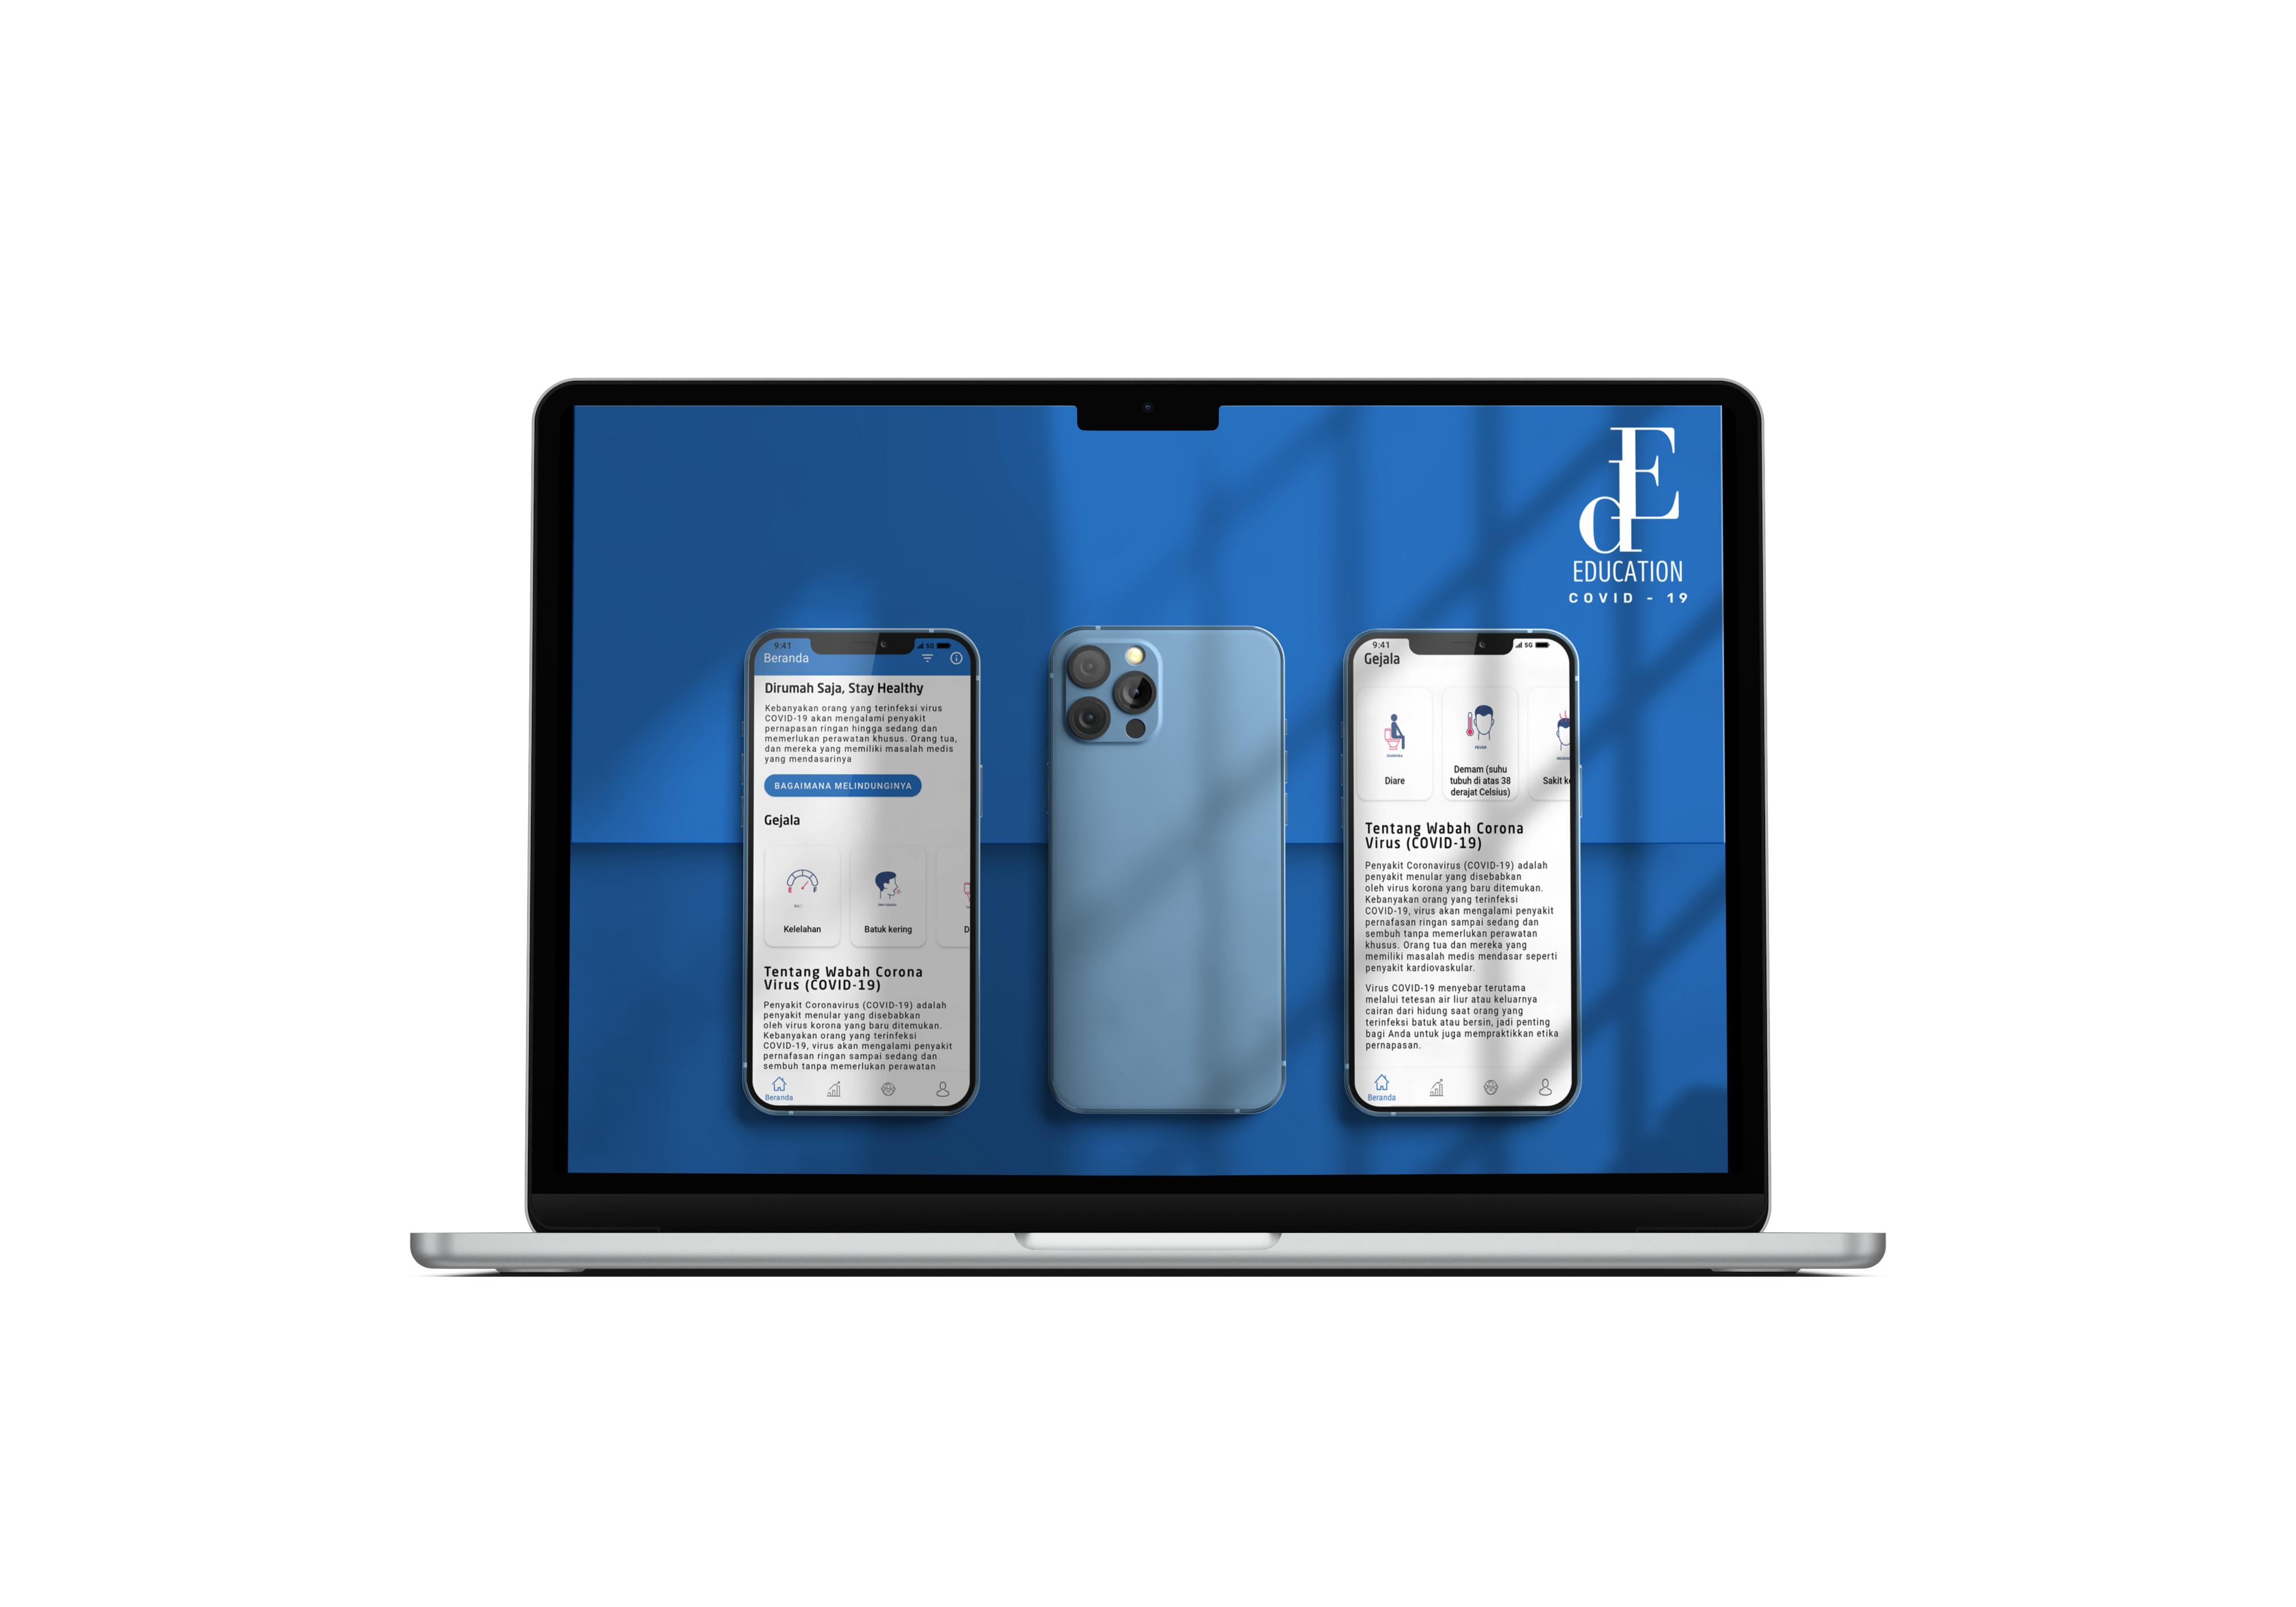 dE
EDUCATION
COVID - 19
9:41
5G
Beranda
Dirumah Saja, Stay Healthy
Kebanyakan orang yang terinfeksi virus
COVID-19 akan mengalami penyakit
pernapasan ringan hingga sedang dan
memerlukan perawatan khusus. Orang tua,
dan mereka yang memiliki masalah medis
yang mendasarinya
BAGAIMANA MELINDUNGINYA
Gejala
E F
DRY COUGH
Kelelahan
Batuk kering
D
Tentang Wabah Corona
Virus (COVID-19)
Penyakit Coronavirus (COVID-19) adalah
penyakit menular yang disebabkan
oleh virus korona yang baru ditemukan.
Kebanyakan orang yang terinfeksi
COVID-19, virus akan mengalami penyakit
pernafasan ringan sampai sedang dan
sembuh tanpa memerlukan perawatan
Beranda
9:41
5G
Gejala
DIARRHEA
FEVER
Diare
Demam (suhu
tubuh di atas 38
derajat Celsius)
Sakit ke
Tentang Wabah Corona
Virus (COVID-19)
Penyakit Coronavirus (COVID-19) adalah
penyakit menular yang disebabkan
oleh virus korona yang baru ditemukan.
Kebanyakan orang yang terinfeksi
COVID-19, virus akan mengalami penyakit
pernafasan ringan sampai sedang dan
sembuh tanpa memerlukan perawatan
khusus. Orang tua dan mereka yang
memiliki masalah medis mendasar seperti
penyakit kardiovaskular.
Virus COVID-19 menyebar terutama
melalui tetesan air liur atau keluarnya
cairan dari hidung saat orang yang
terinfeksi batuk atau bersin, jadi penting
bagi Anda untuk juga mempraktikkan etika
pernapasan.
Beranda